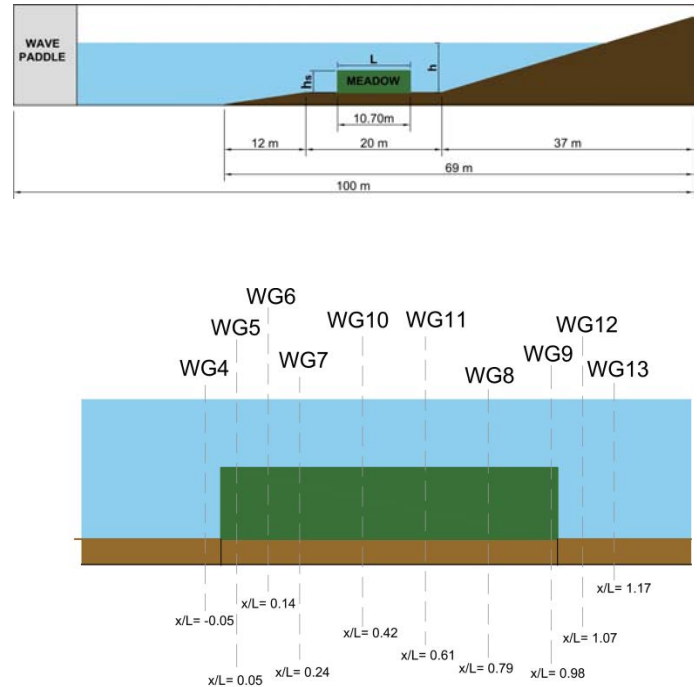 WAVE
PADDLE
L
hs
MEADOW
h
10.70m
12 m
20 m
37 m
69 m
100 m
WG6
WG5
WG10
WG11
WG12
WG4
WG7
WG9
WG8
WG13
x/L= 1.17
x/L= 0.14
x/L= -0.05
x/L= 0.42
x/L= 1.07
x/L= 0.61
x/L= 0.24
x/L= 0.79
x/L= 0.98
x/L= 0.05